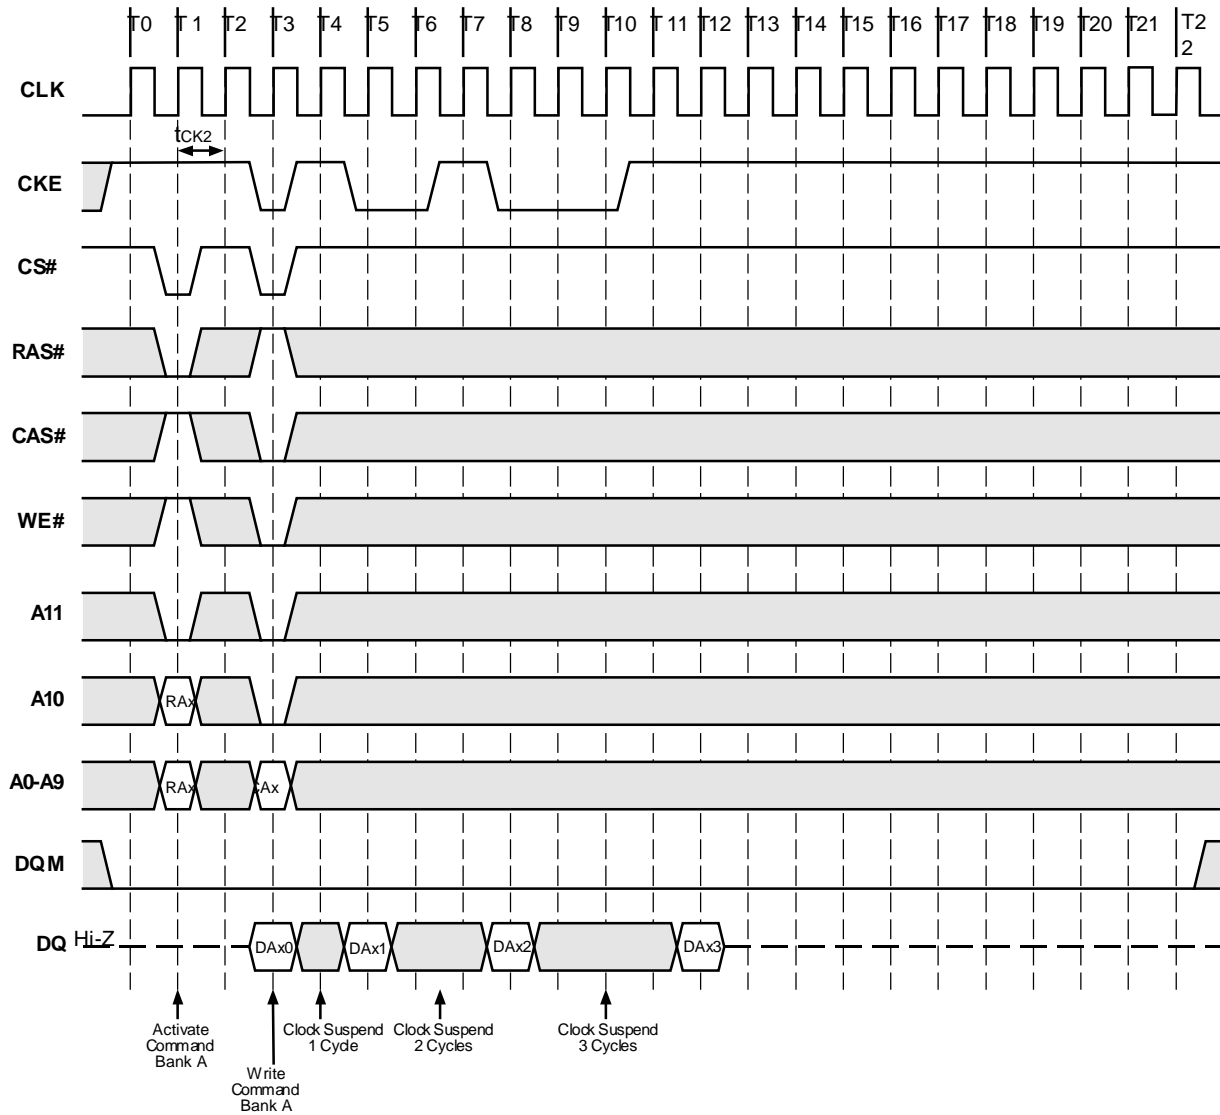 T0 T 1 T2 T3 T4 T5 T6 T7 T8 T9 T10 T 11 T12 T13 T14 T15 T16 T17 T18 T19 T20 T21 T2
2
CLK
tCK2
CKE
CS#
RAS#
CAS#
WE#
A11
A10 RAx
A0-A9 RAx CAx
DQM
DQ Hi-Z DAx0 DAx1 DAx2 DAx3
Activate Clock Suspend Clock Suspend Clock Suspend
Command 1 Cycle 2 Cycles 3 Cycles
Bank A
Write
Command
Bank A